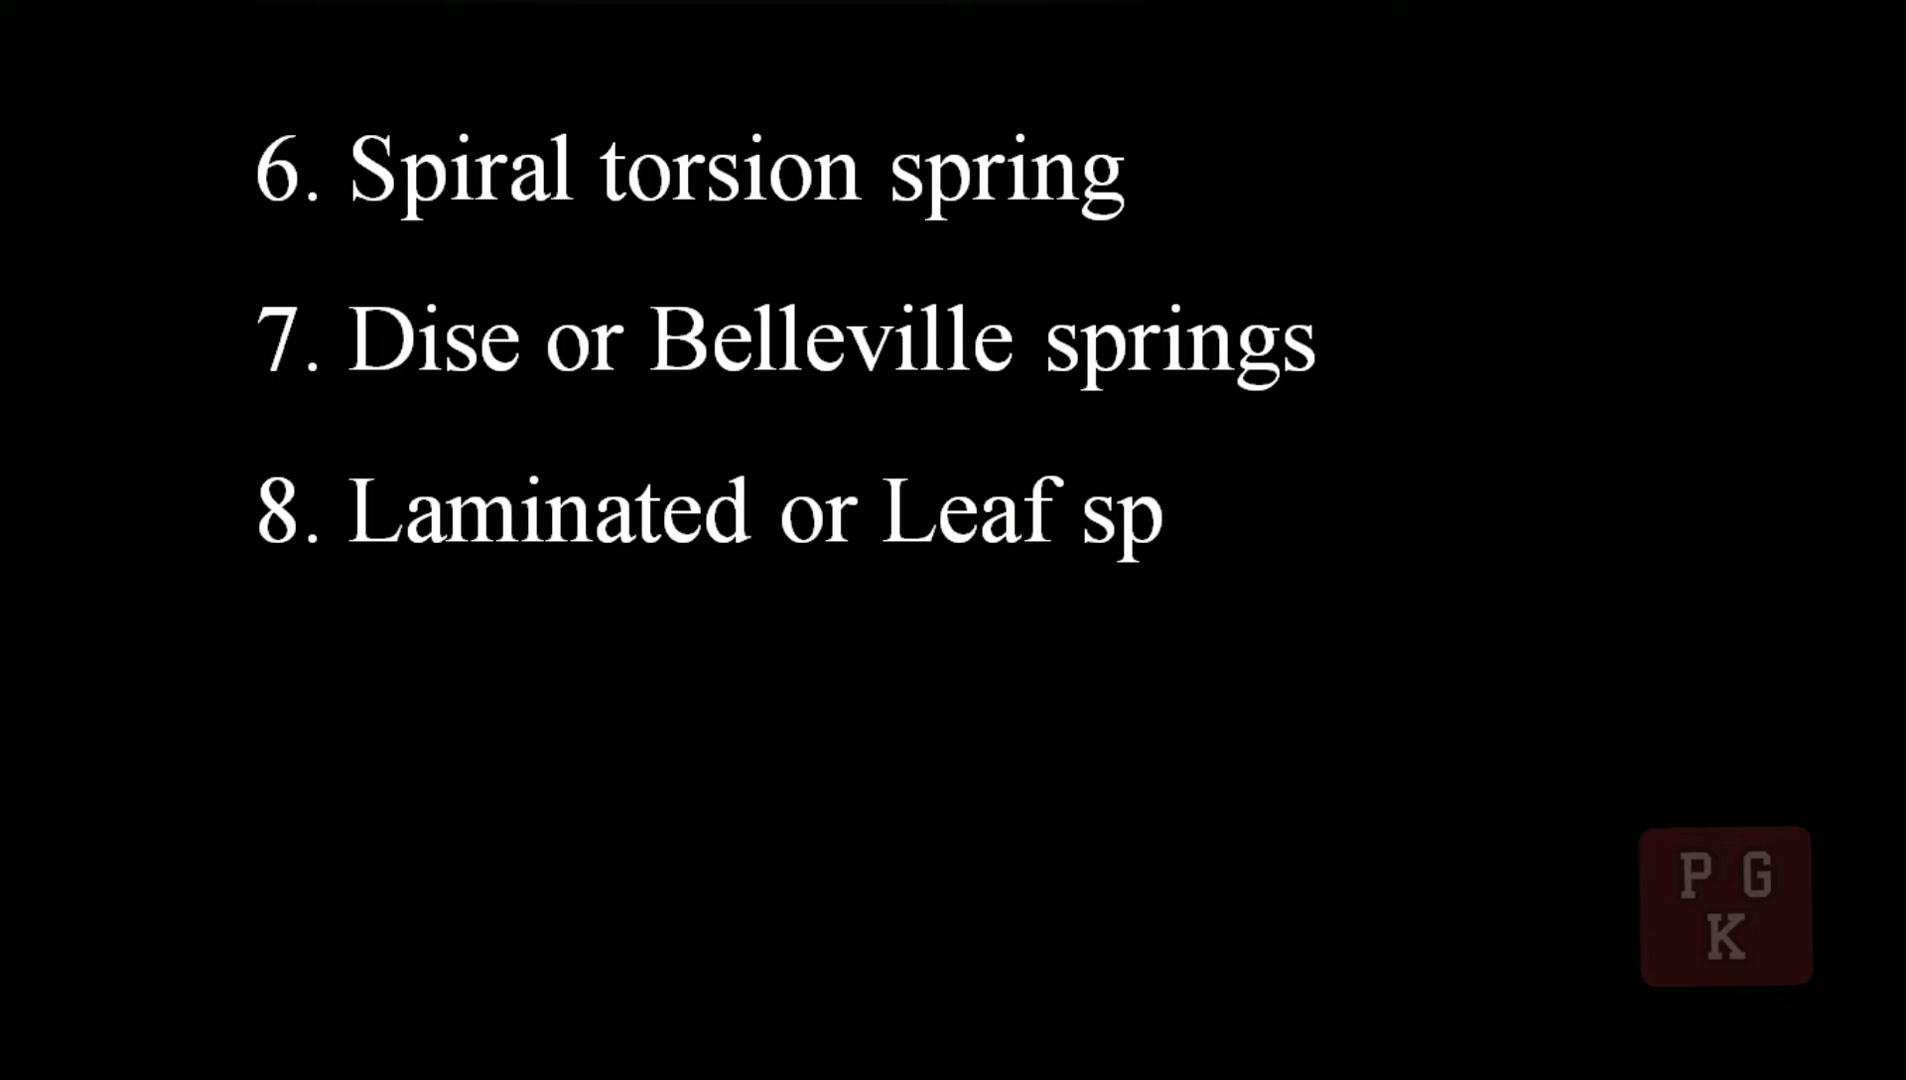 6. Spiral torsion spring
7. Dise or Belleville springs
8. Laminated or Leaf sp
P G
K